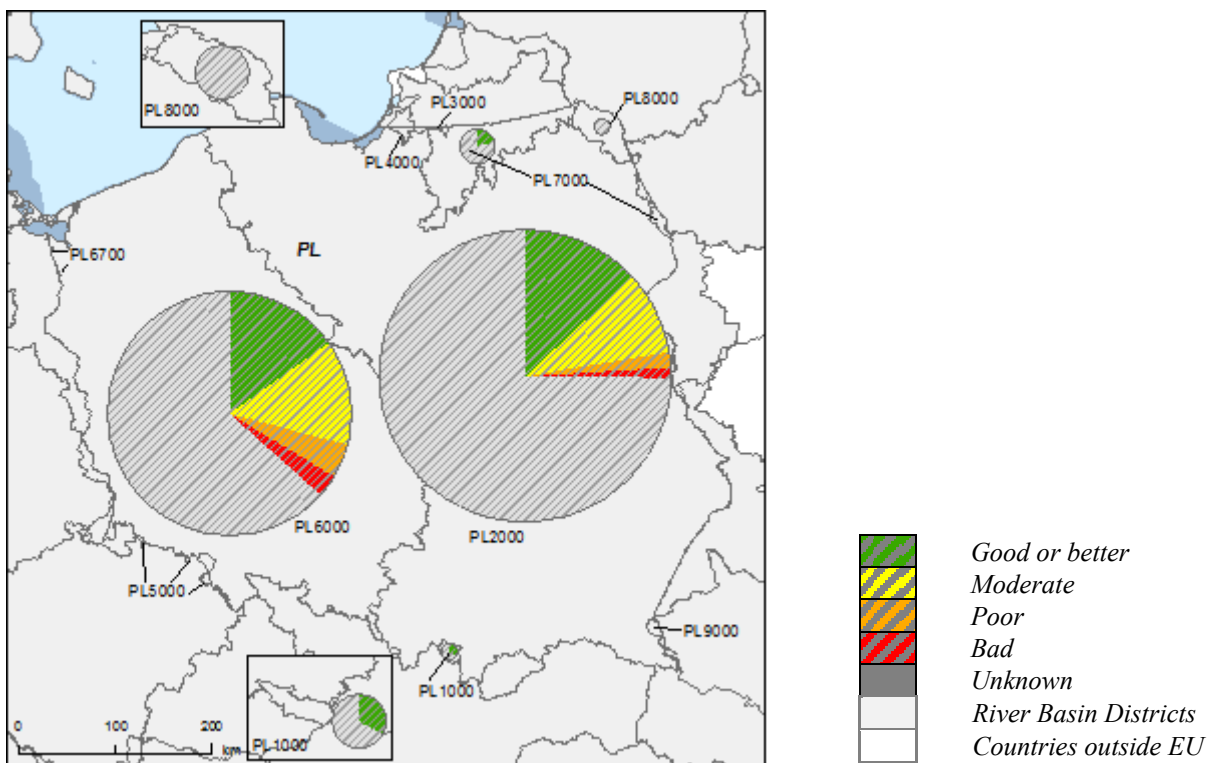 PL8000
PL3000
PL8000
PL4000
PL7000
PL
PL6700
PL6000
PL2000
PL5000
PL9000
PL1000
0 100 200
km
PL1000
Good or better
Moderate
Poor
Bad
Unknown
River Basin Districts
Countries outside EU